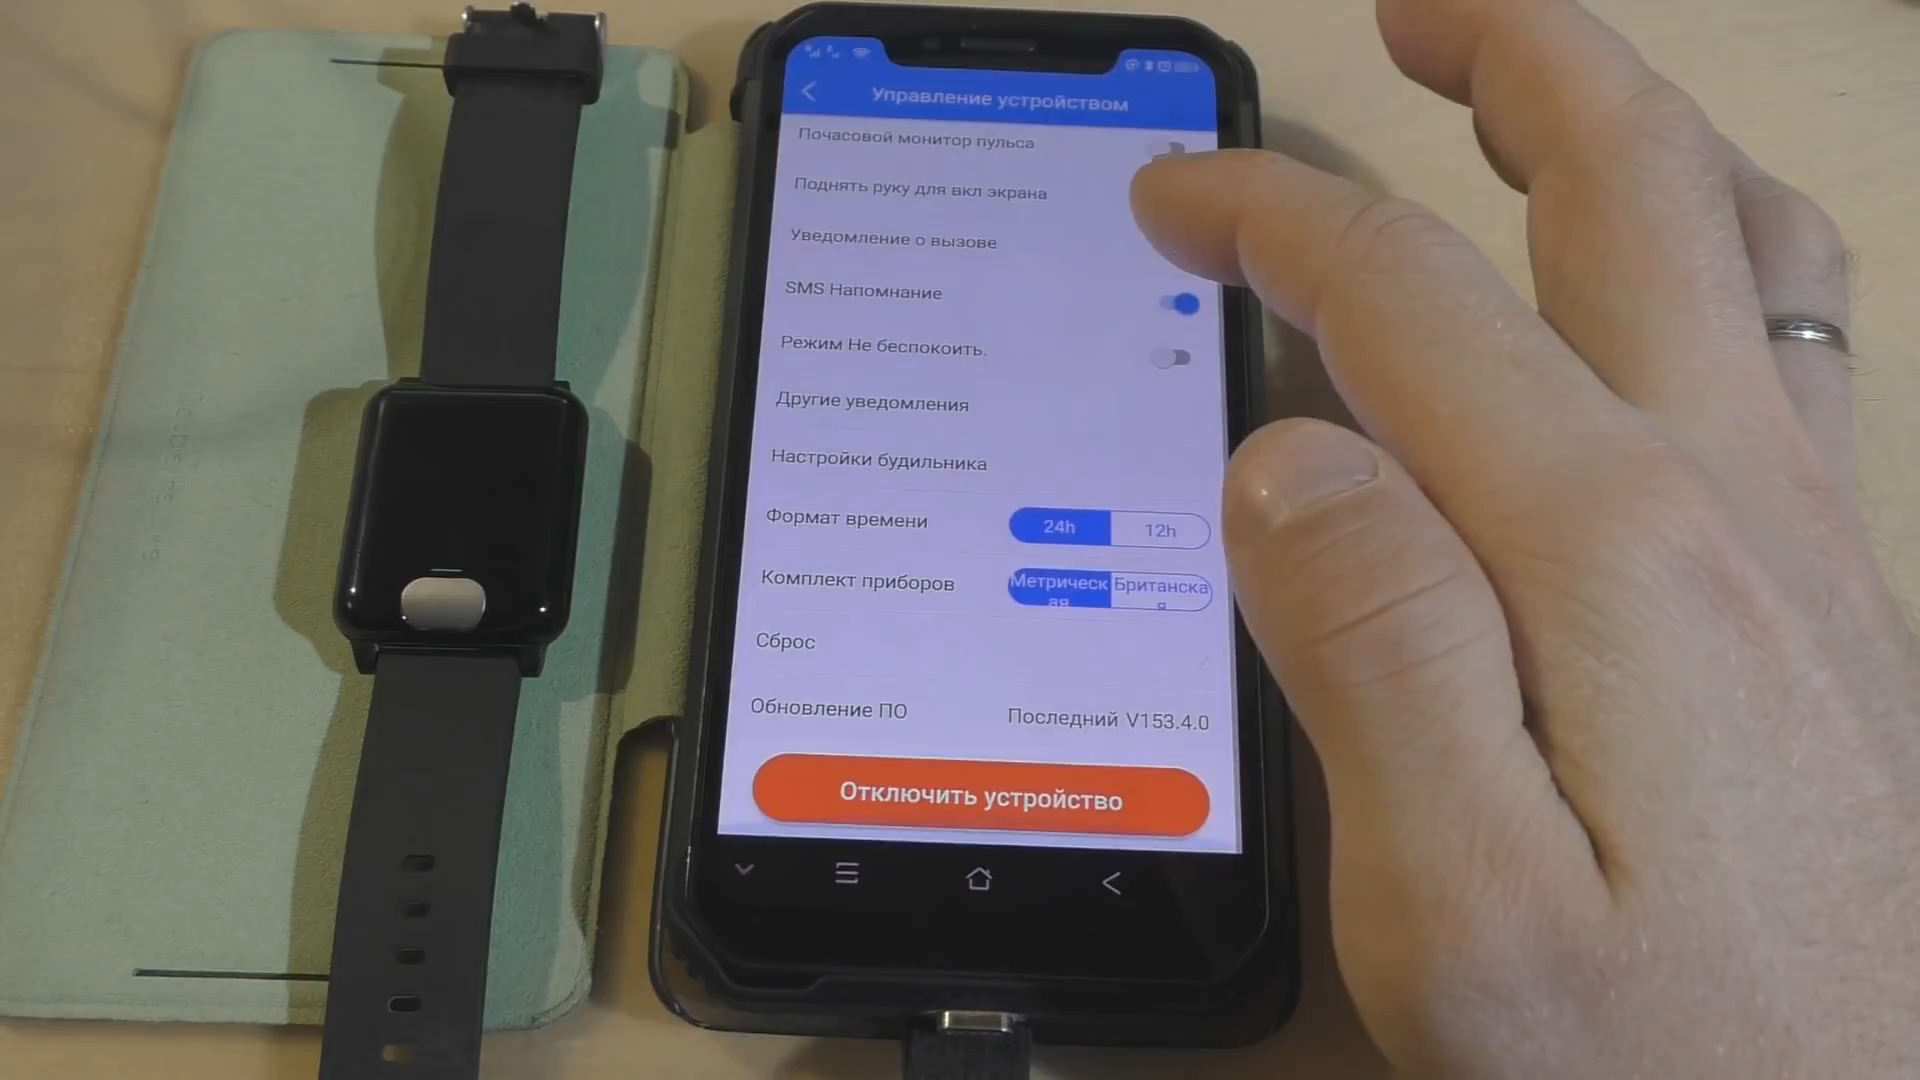 Управление устройством
Почасовой монитор пульса
Поднять руку для вкл экрана
Уведомление о вызове
SMS Напомнание
Режим Не беспокоить.
Другие уведомления
Настройки будильника
Формат времени 24h 12h
Комплект приборов Метрическ Британска
ая я
Сброс
Обновление ПО Последний V153.4.0
Отключить устройство